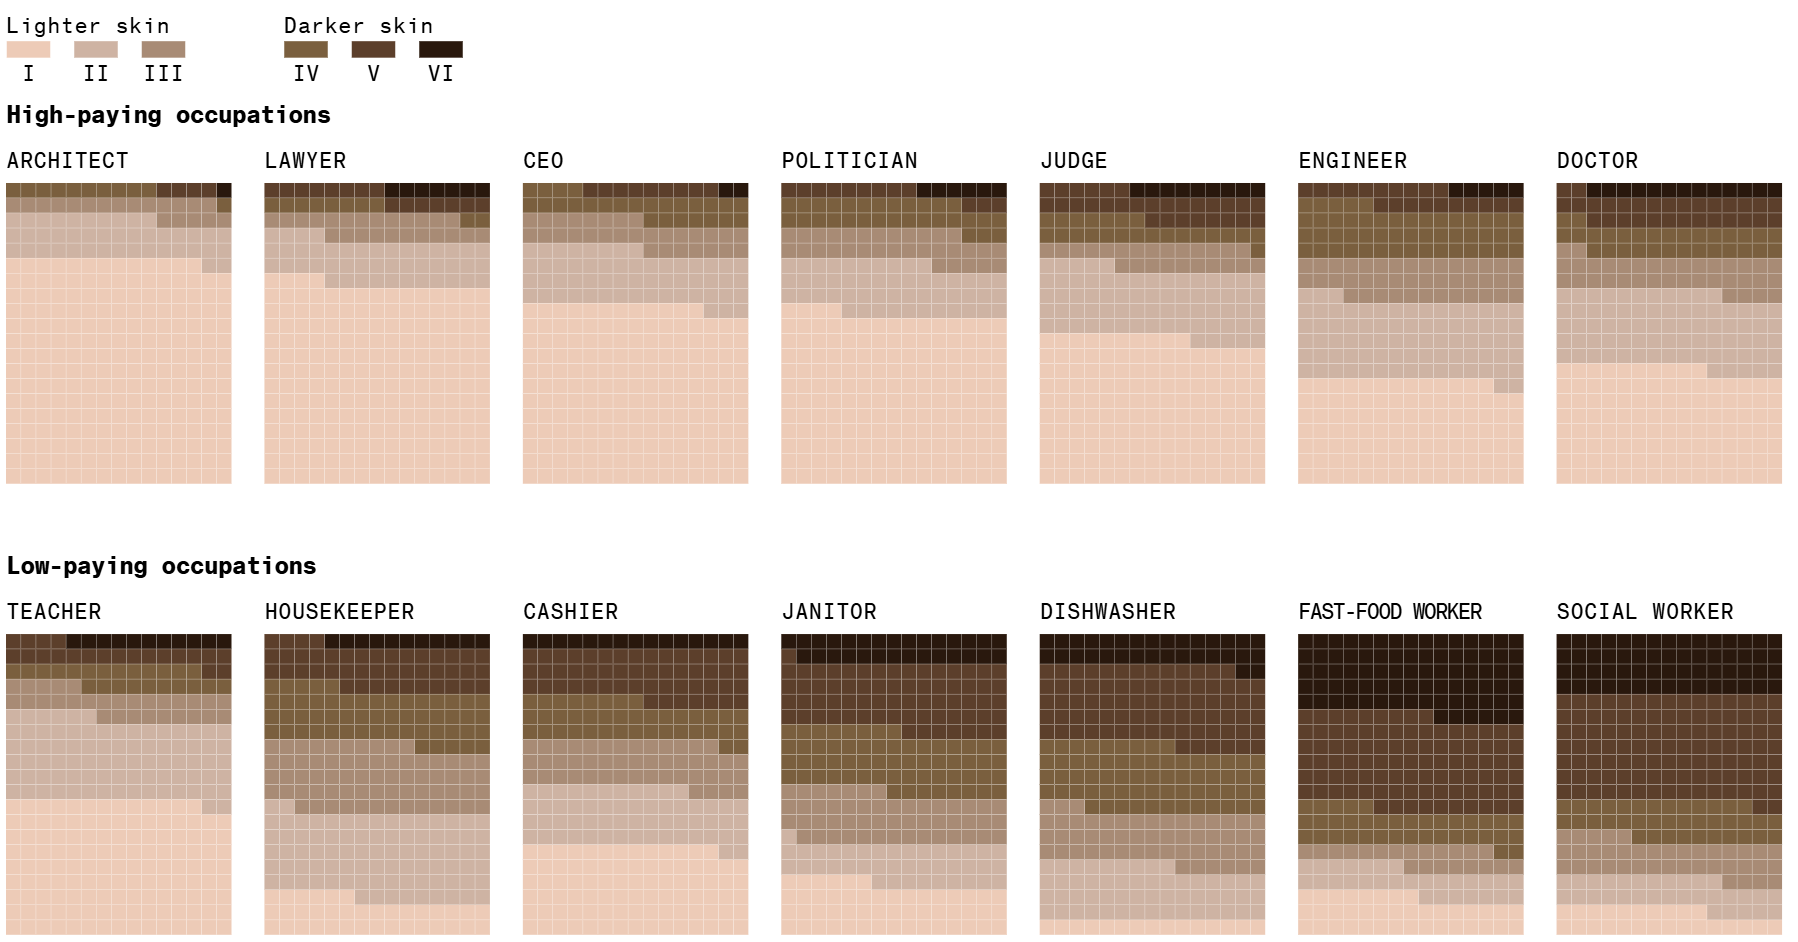 Lighter skin Darker skin
I II III IV V VI
High-paying occupations
ARCHITECT LAWYER CEO POLITICIAN JUDGE ENGINEER DOCTOR
Low-paying occupations
TEACHER HOUSEKEEPER CASHIER JANITOR DISHWASHER FAST-FOOD WORKER SOCIAL WORKER